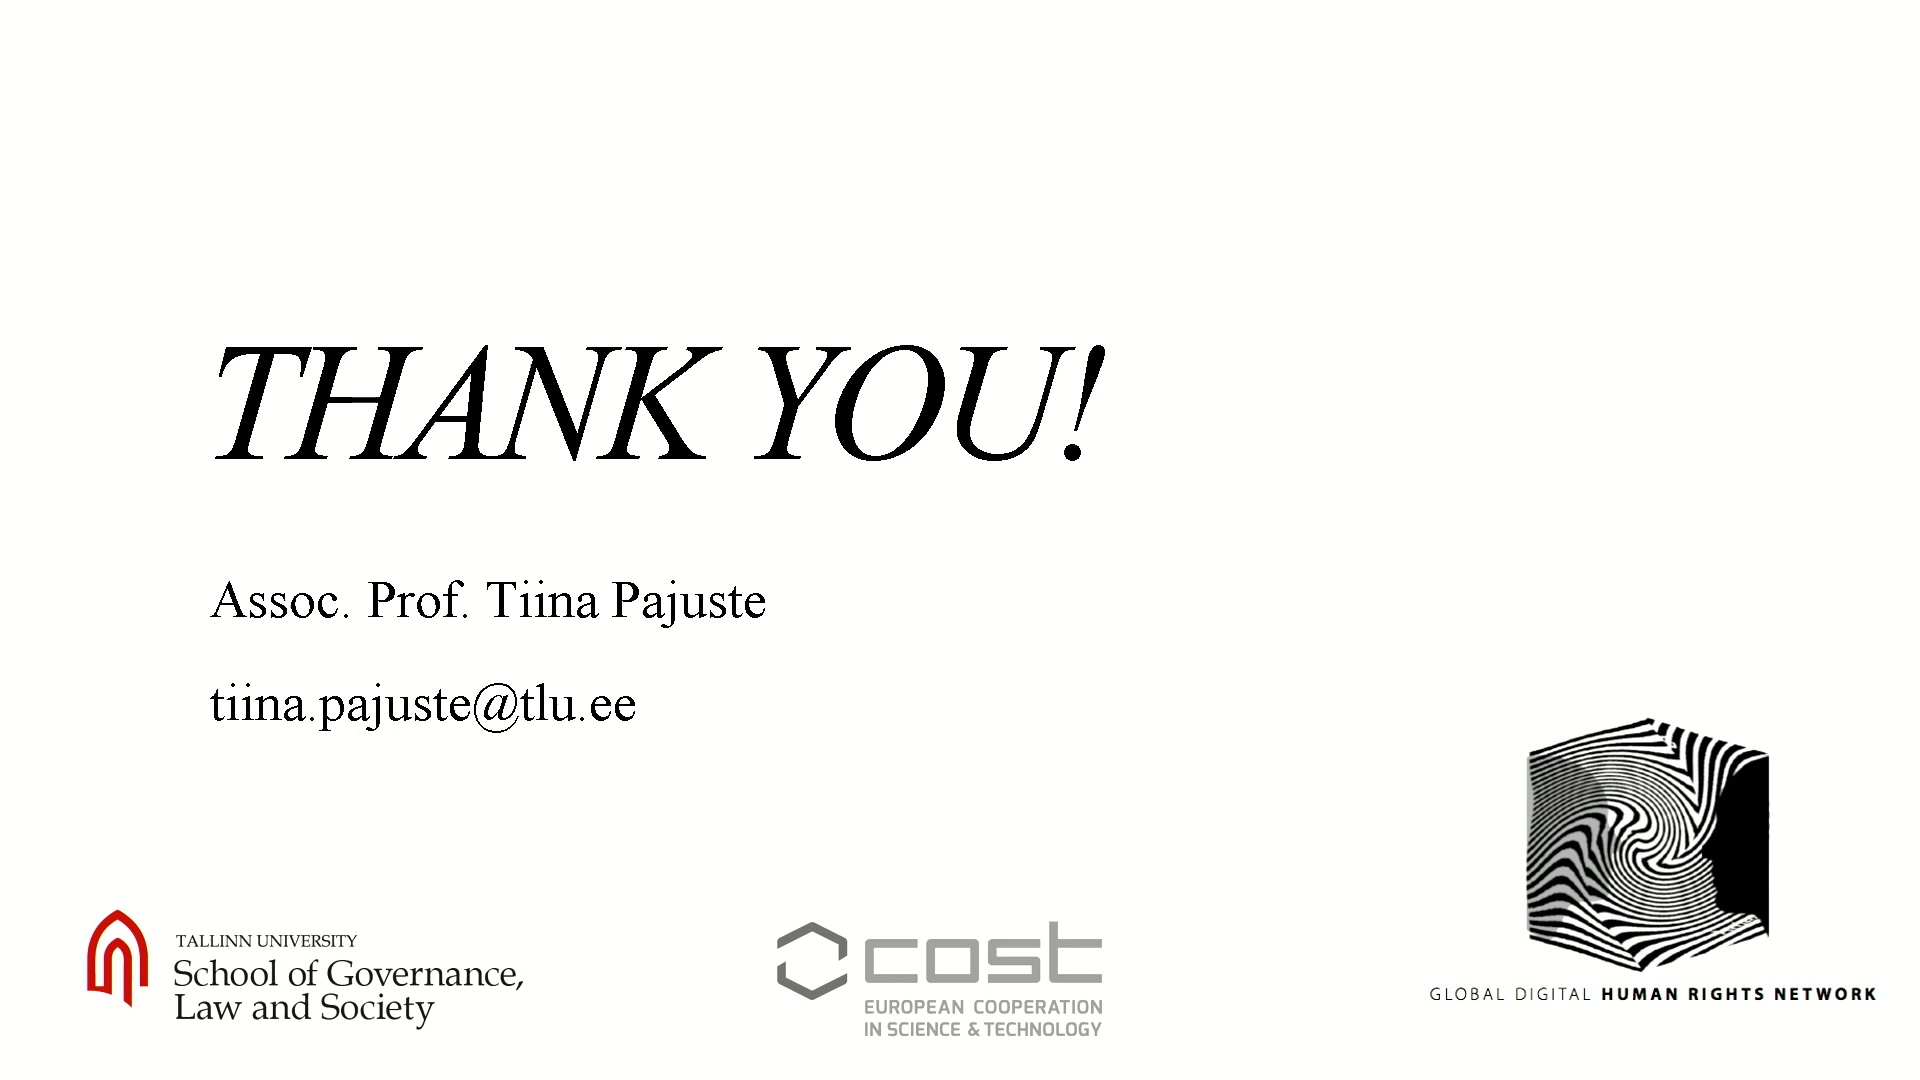 THANK YOU!
Assoc. Prof. Tiina Pajuste
tiina.pajuste@tlu.ee
TALLINN UNIVERSITY
School of Governance,
Law and Society
cost
EUROPEAN COOPERATION
IN SCIENCE & TECHNOLOGY
GLOBAL DIGITAL HUMAN RIGHTS NETWORK